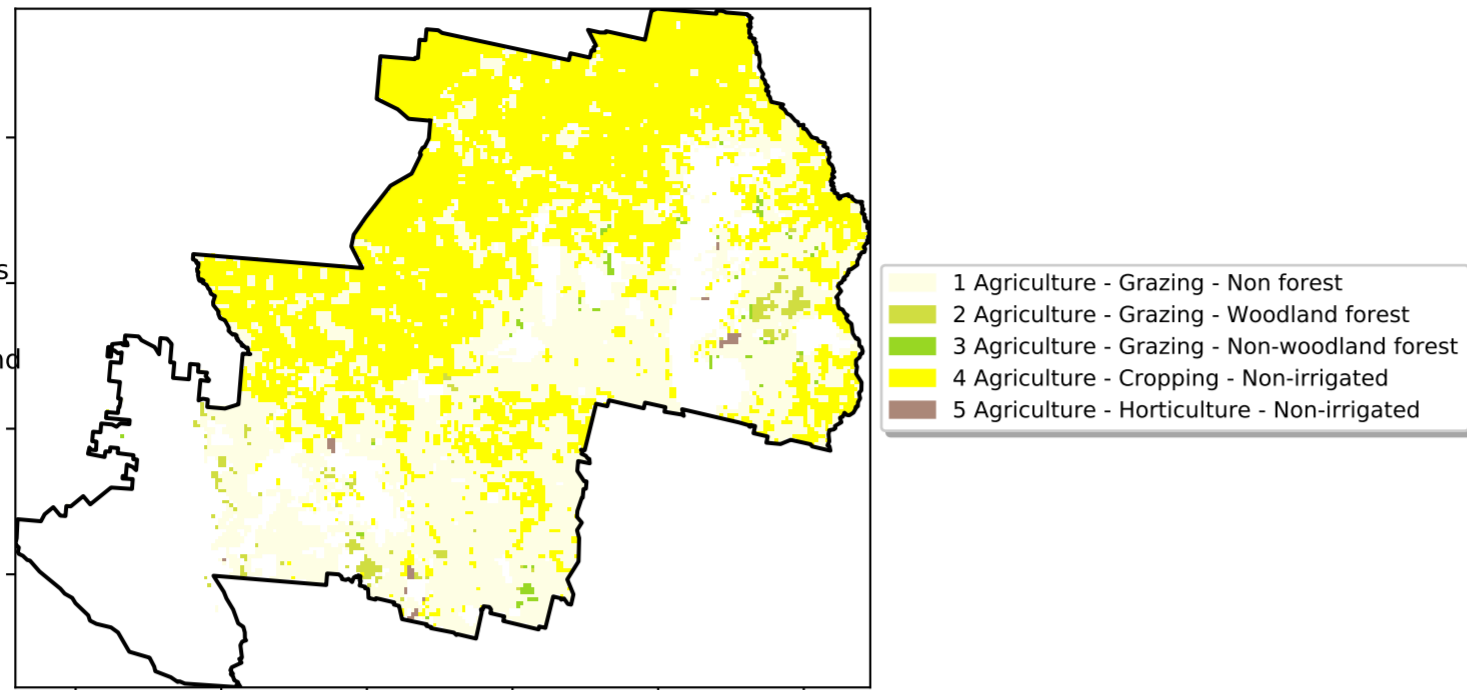 s
nd
1 Agriculture - Grazing - Non forest
2 Agriculture - Grazing - Woodland forest
3 Agriculture - Grazing - Non-woodland forest
4 Agriculture - Cropping - Non-irrigated
5 Agriculture - Horticulture - Non-irrigated